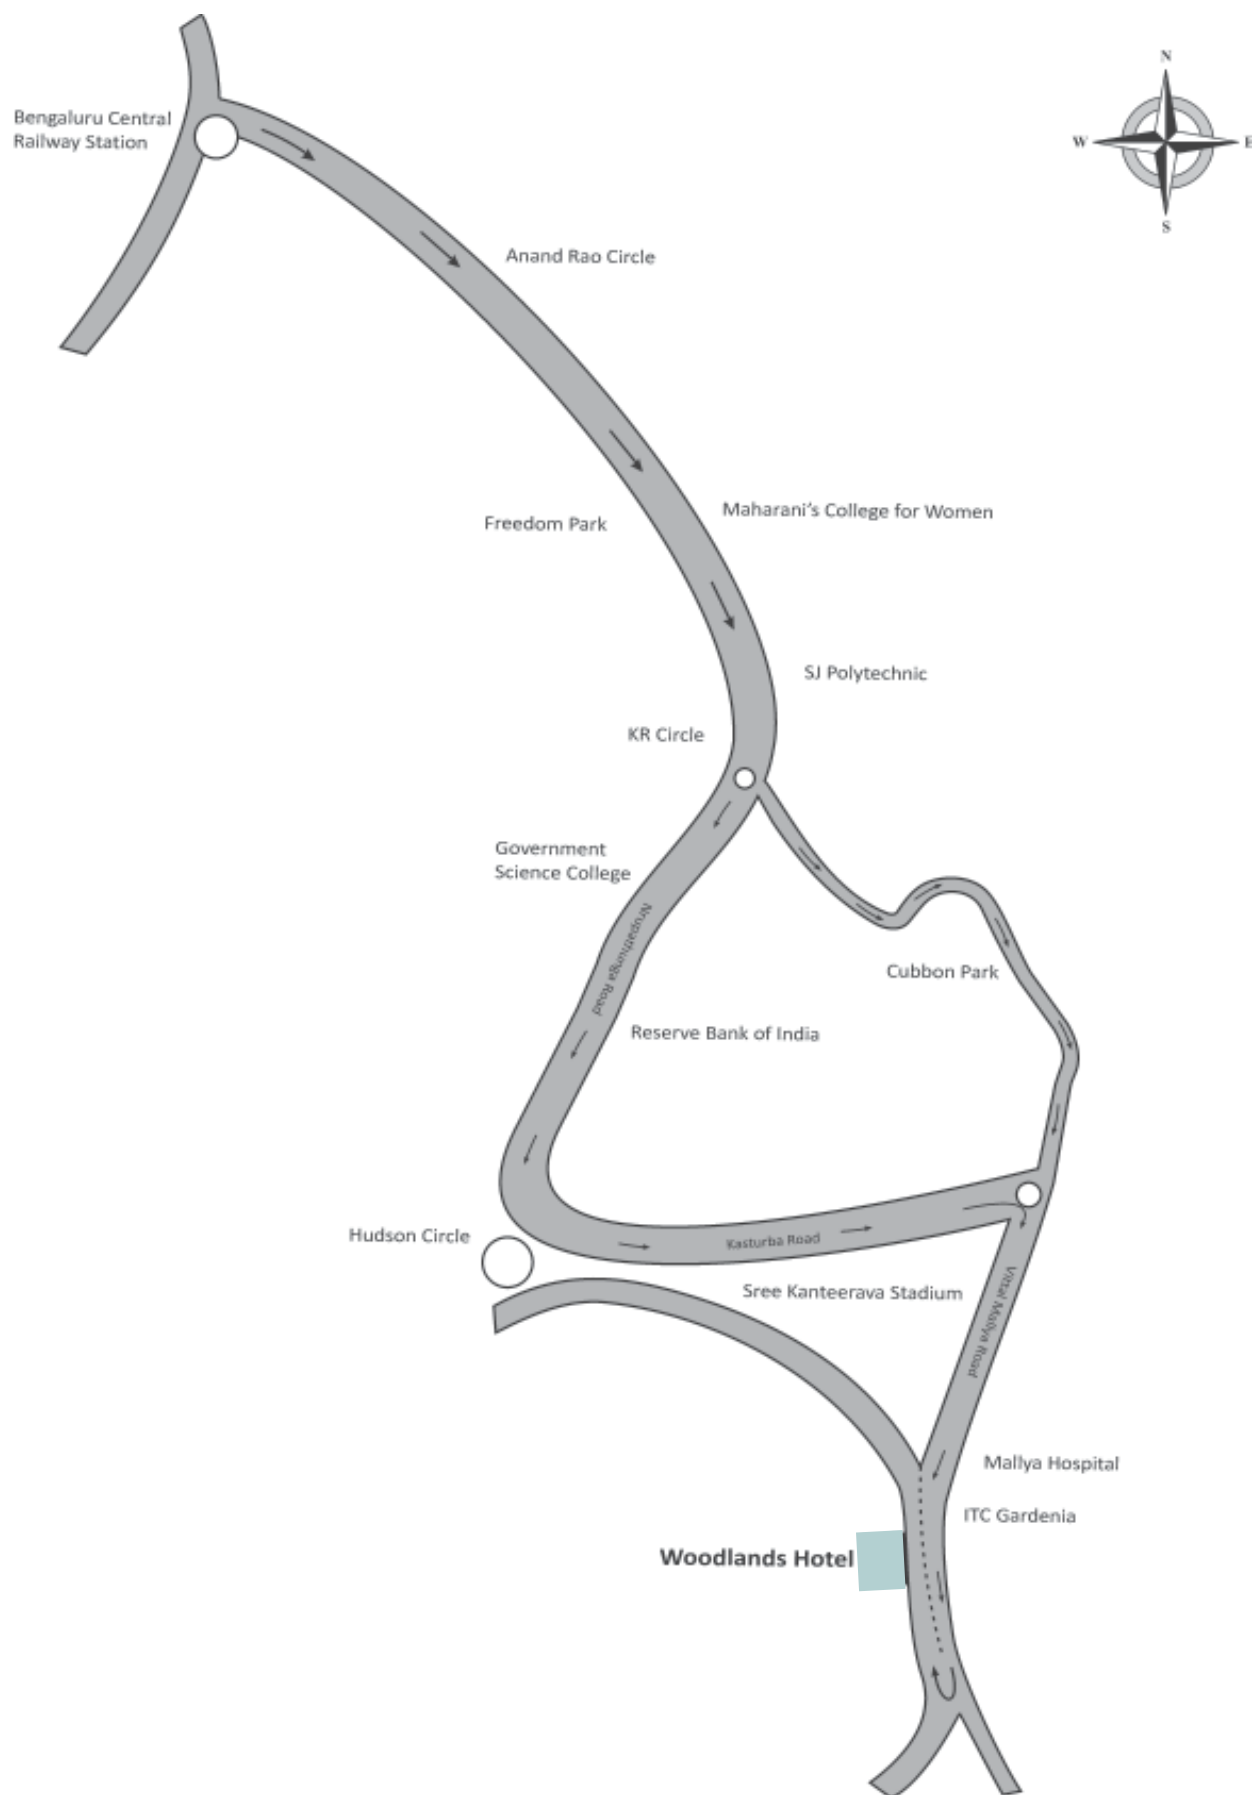 N
W
E
S
Bengaluru Central
Railway Station
Anand Rao Circle
Maharani's College for Women
Freedom Park
SJ Polytechnic
KR Circle
Government
Science College
Nrupathunga Road
Cubbon Park
Reserve Bank of India
Hudson Circle
Kasturba Road
Sree Kanteerava Stadium
Vittal Mallya Road
Mallya Hospital
ITC Gardenia
Woodlands Hotel